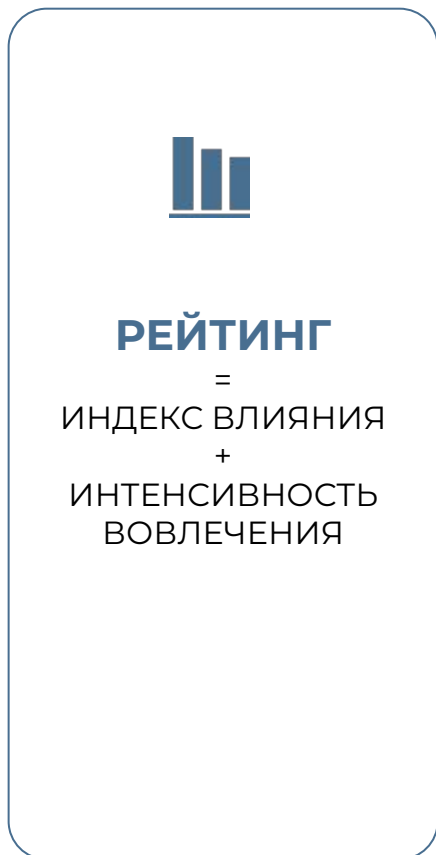 РЕЙТИНГ
=
ИНДЕКС ВЛИЯНИЯ
+
ИНТЕНСИВНОСТЬ
ВОВЛЕЧЕНИЯ